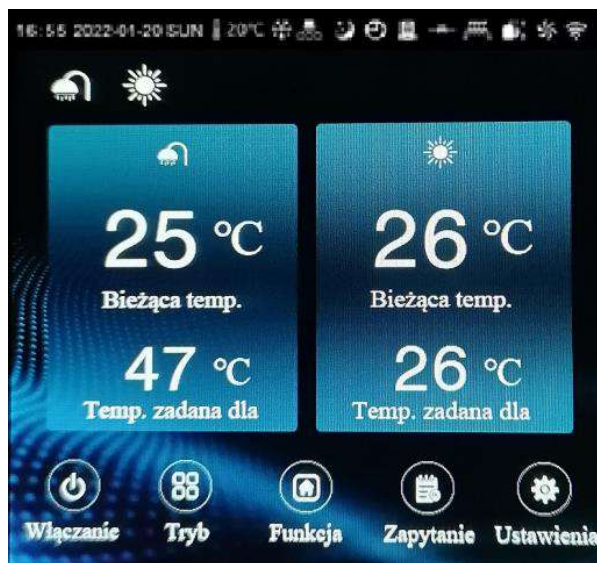 16:55 2022-01-20 SUN 20°C
25 °C
Bieżąca temp.
47 °C
Temp. zadana dla
26 °C
Bieżąca temp.
26 °C
Temp. zadana dla
Włączanie Tryb Funkcja Zapytanie Ustawienia